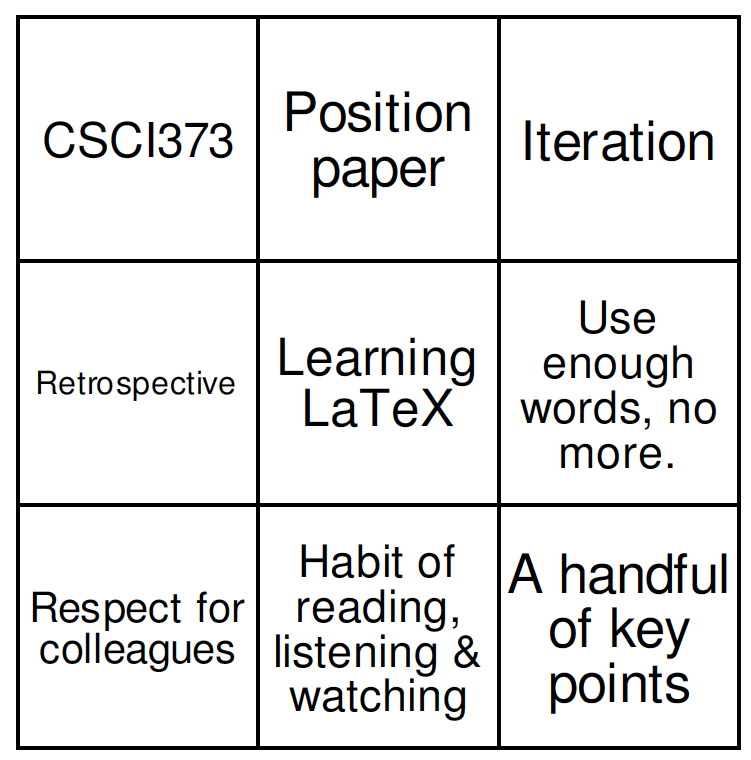 CSCI373
Position
paper
Iteration
Retrospective
Learning
LaTeX
Use
enough
words, no
more.
Respect for
colleagues
Habit of
reading,
listening &
watching
A handful
of key
points